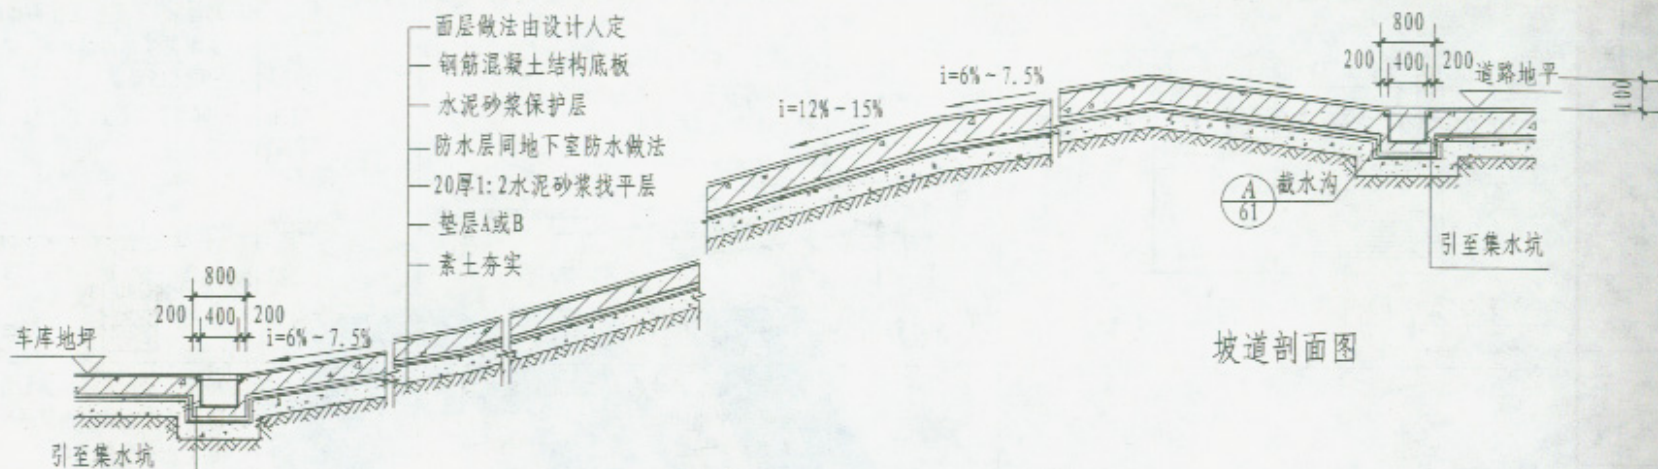 面层做法由设计人定
钢筋混凝土结构底板
水泥砂浆保护层
防水层同地下室防水做法
20厚1:2水泥砂浆找平层
垫层A或B
素土夯实
i=12%~15%
i=6%~7.5%
800
200 400 200
道路地平
100
A
61
截水沟
引至集水坑
坡道剖面图
800
200 400 200
车库地坪
i=6%~7.5%
引至集水坑